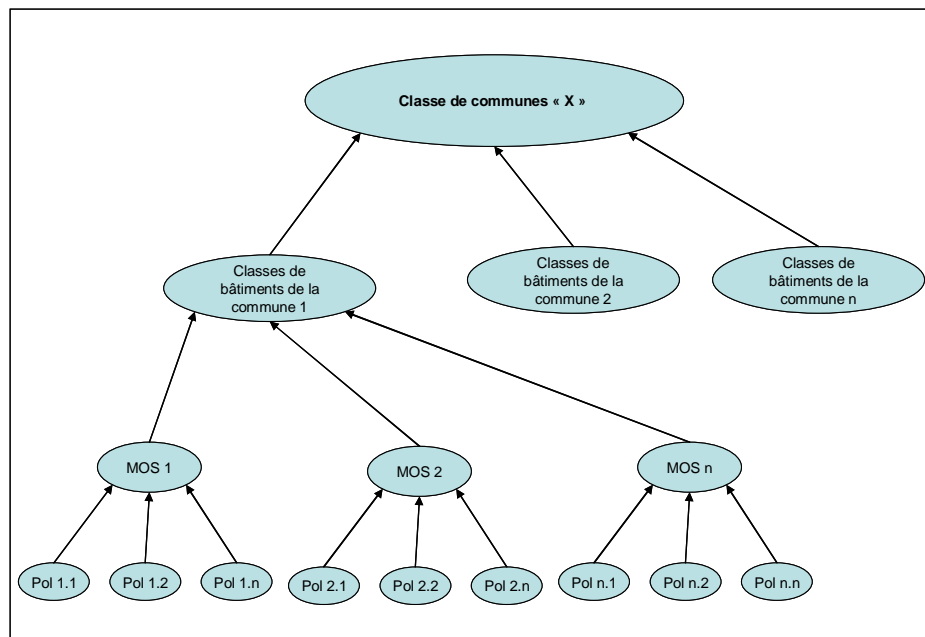 Classe de communes « X »
Classes de
bâtiments de la
commune 1
Classes de
bâtiments de la
commune 2
Classes de
bâtiments de la
commune n
MOS 1
MOS 2
MOS n
Pol 1.1
Pol 1.2
Pol 1.n
Pol 2.1
Pol 2.2
Pol 2.n
Pol n.1
Pol n.2
Pol n.n